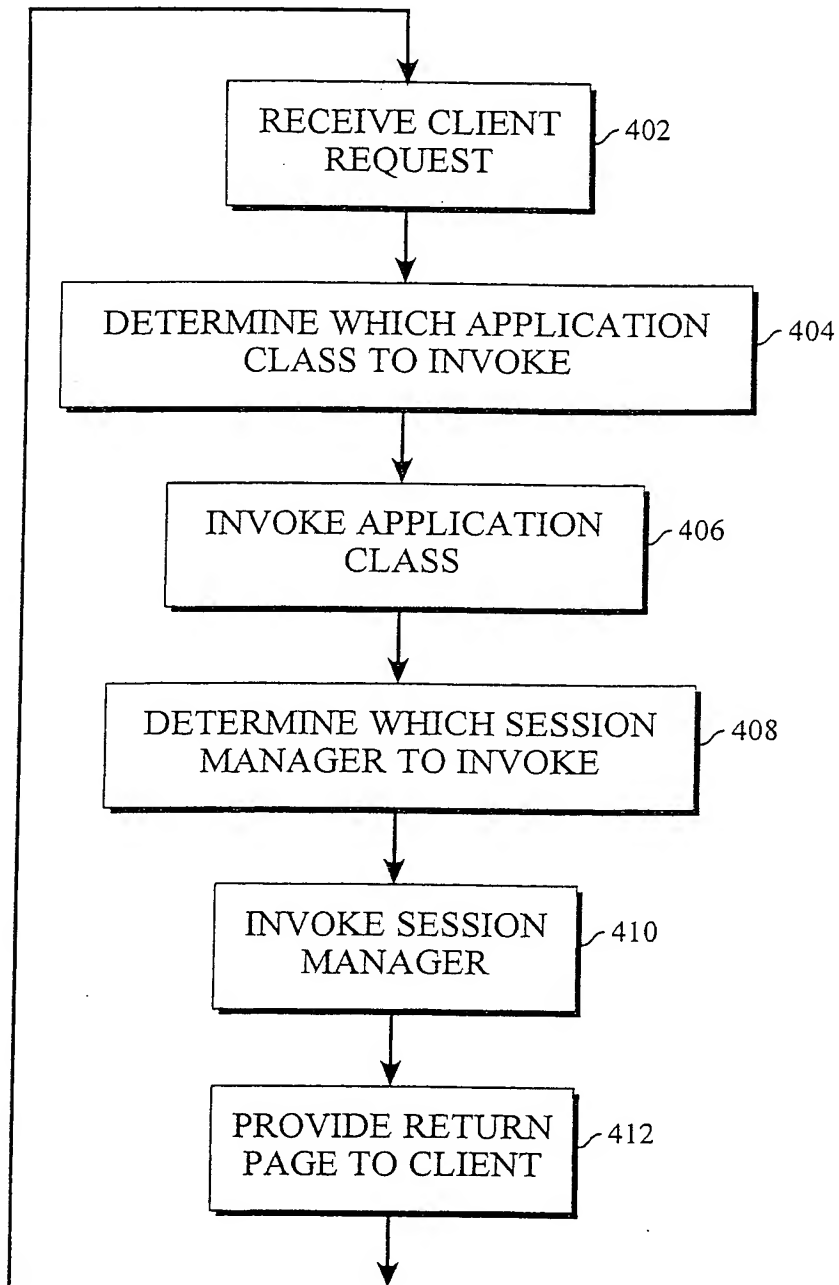 RECEIVE CLIENT
REQUEST
402
DETERMINE WHICH APPLICATION
CLASS TO INVOKE
404
INVOKE APPLICATION
CLASS
406
DETERMINE WHICH SESSION
MANAGER TO INVOKE
408
INVOKE SESSION
MANAGER
410
PROVIDE RETURN
PAGE TO CLIENT
412